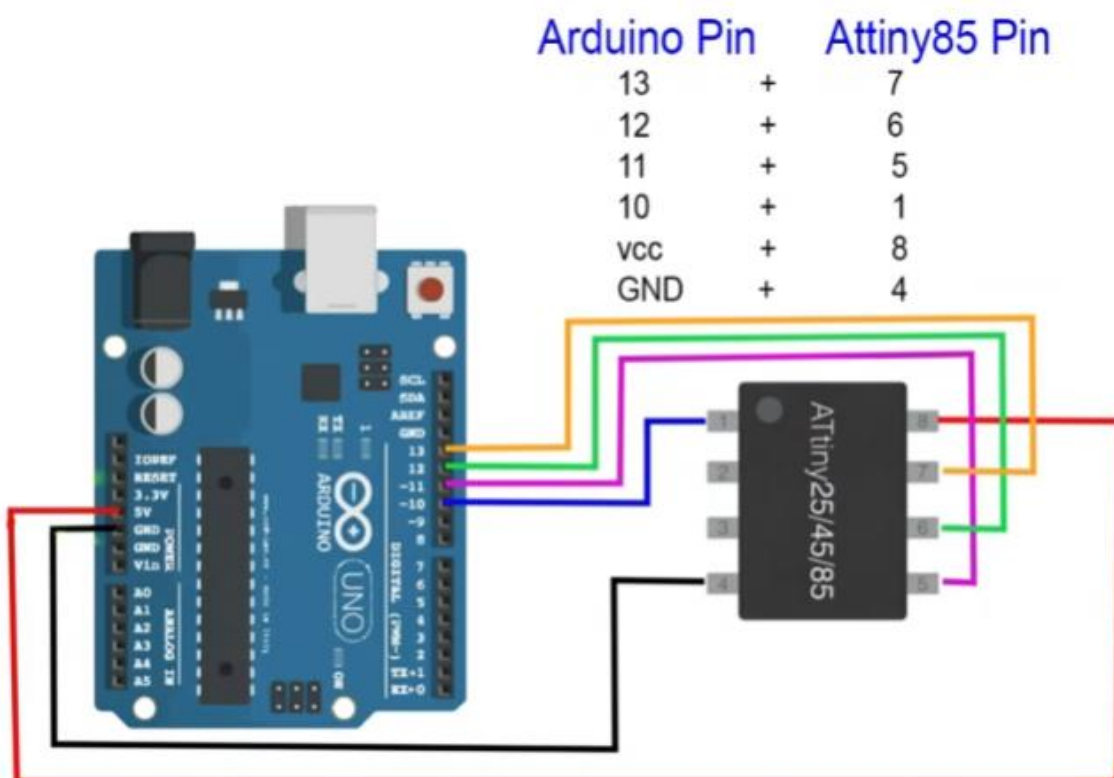 Arduino Pin Attiny85 Pin
13 + 7
12 + 6
11 + 5
10 + 1
vcc + 8
GND + 4
SCL
SDA
AREF
GND
13
12
~11
~10
~9
8
7
6
5
4
3
2
TX→1
RX←0
DIGITAL (PWM~)
IOREF
RESET
3.3V
5V
GND
GND
Vin
POWER
A0
A1
A2
A3
A4
A5
ANALOG IN
TX
RX
ARDUINO
UNO
ON
ATtiny25/45/85
1
2
3
4
8
7
6
5